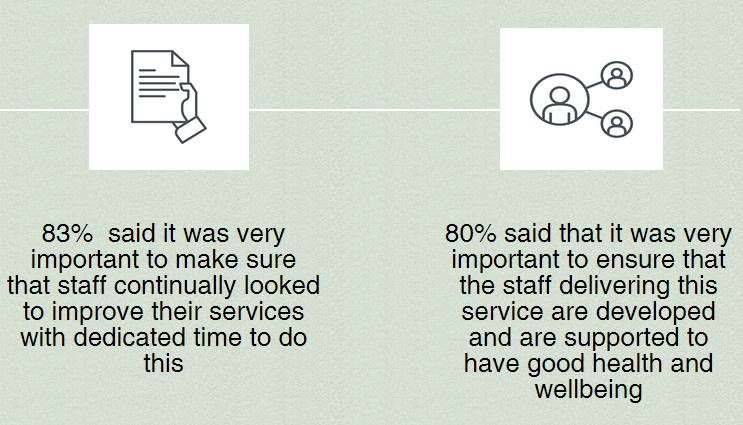 83%  said it was very
important to make sure
that staff continually looked
to improve their services
with dedicated time to do
this
80% said that it was very
important to ensure that
the staff delivering this
service are developed
and are supported to
have good health and
wellbeing